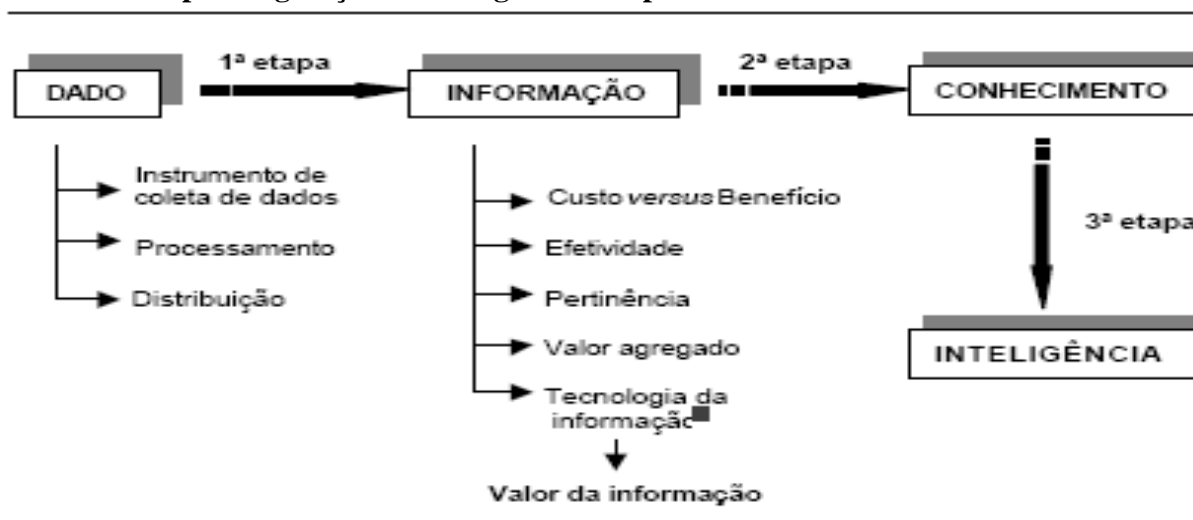 1ª etapa
2ª etapa
DADO
INFORMAÇÃO
CONHECIMENTO
Instrumento de
coleta de dados
Processamento
Distribuição
Custo versus Benefício
Efetividade
Pertinência
Valor agregado
Tecnologia da
informação
Valor da informação
3ª etapa
INTELIGÊNCIA